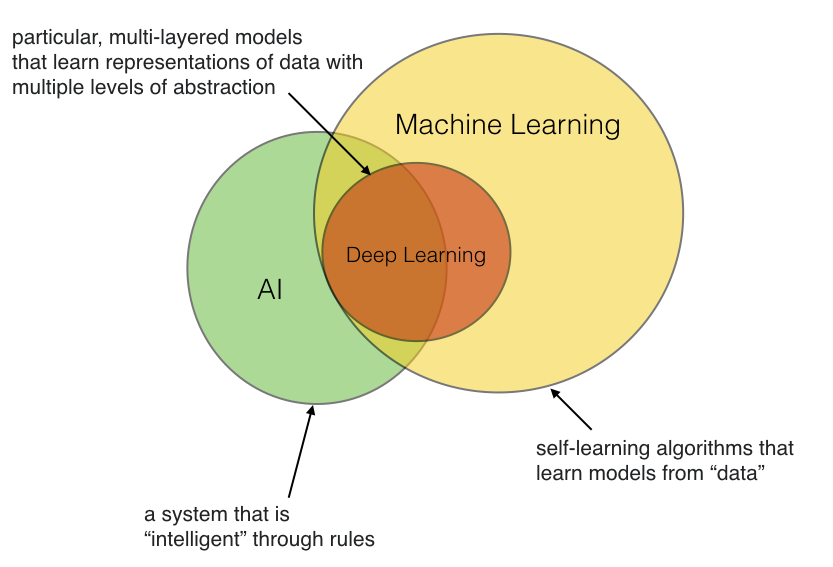 particular, multi-layered models
that learn representations of data with
multiple levels of abstraction
Machine Learning
Deep Learning
AI
self-learning algorithms that
learn models from “data”
a system that is
“intelligent” through rules